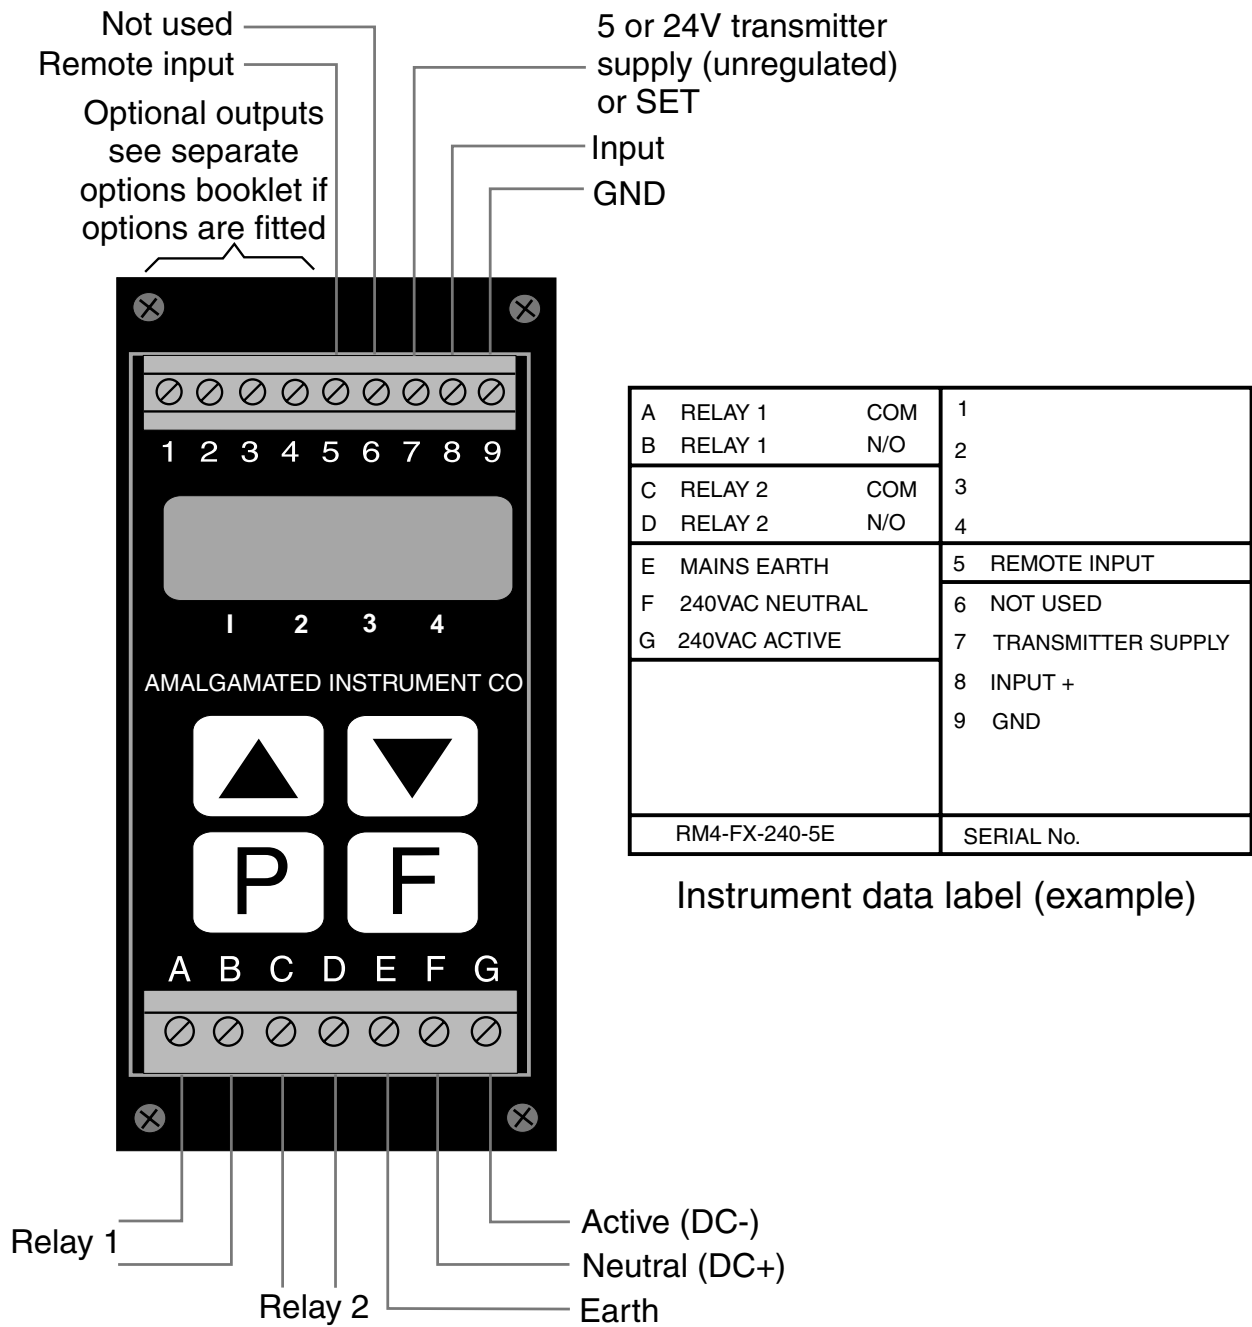 Not used
Remote input
Optional outputs
see separate
options booklet if
options are fitted
5 or 24V transmitter
supply (unregulated)
or SET
Input
GND
1 2 3 4 5 6 7 8 9
I 2 3 4
AMALGAMATED INSTRUMENT CO
P F
A B C D E F G
Relay 1
Relay 2
Active (DC-)
Neutral (DC+)
Earth
A RELAY 1 COM
B RELAY 1 N/O
C RELAY 2 COM
D RELAY 2 N/O
E MAINS EARTH
F 240VAC NEUTRAL
G 240VAC ACTIVE
RM4-FX-240-5E
1
2
3
4
5 REMOTE INPUT
6 NOT USED
7 TRANSMITTER SUPPLY
8 INPUT +
9 GND
SERIAL No.
Instrument data label (example)